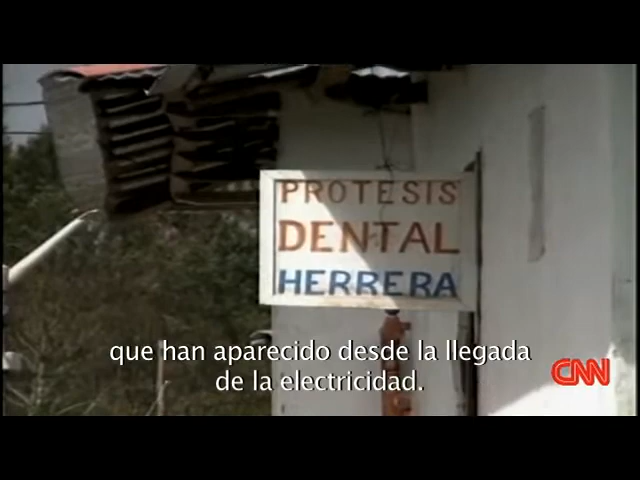 PROTESIS
DENTAL
HERRERA
que han aparecido desde la llegada
de la electricidad.
CNN